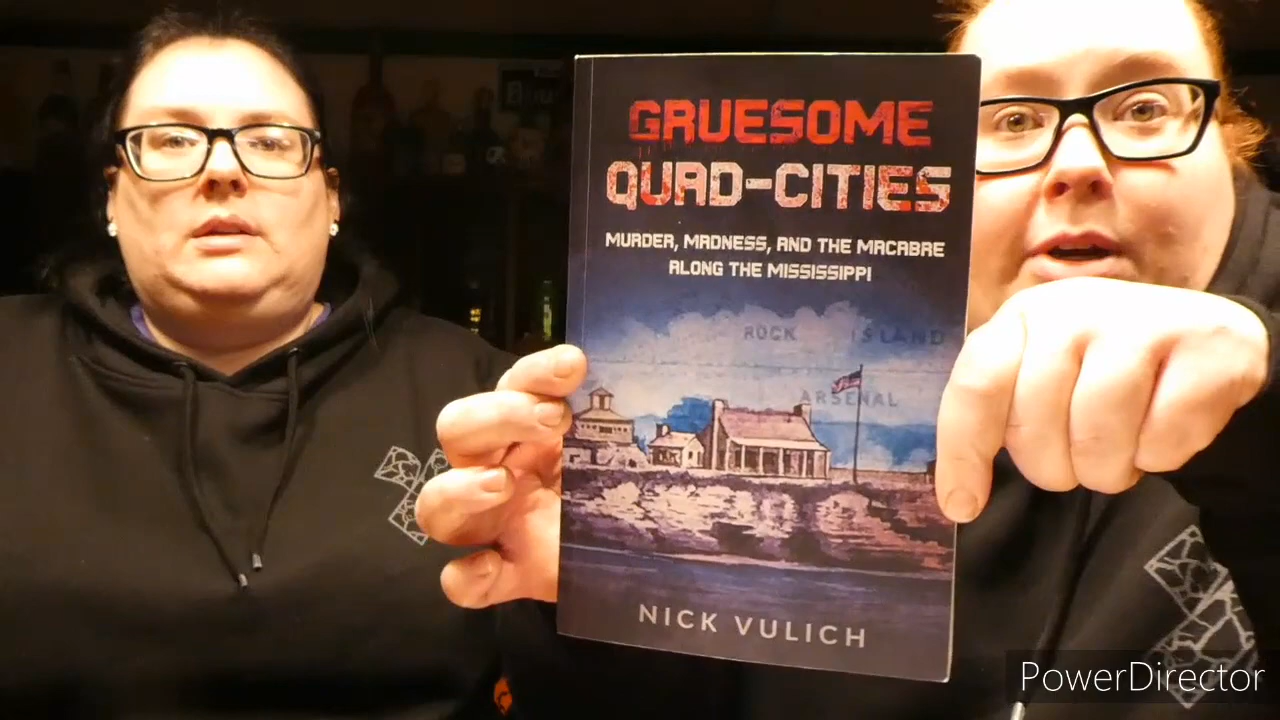 GRUESOME
QUAD-CITIES
MURDER, MADNESS, AND THE MACABRE
ALONG THE MISSISSIPPI
ROCK ISLAND
ARSENAL
NICK VULICH
PowerDirector